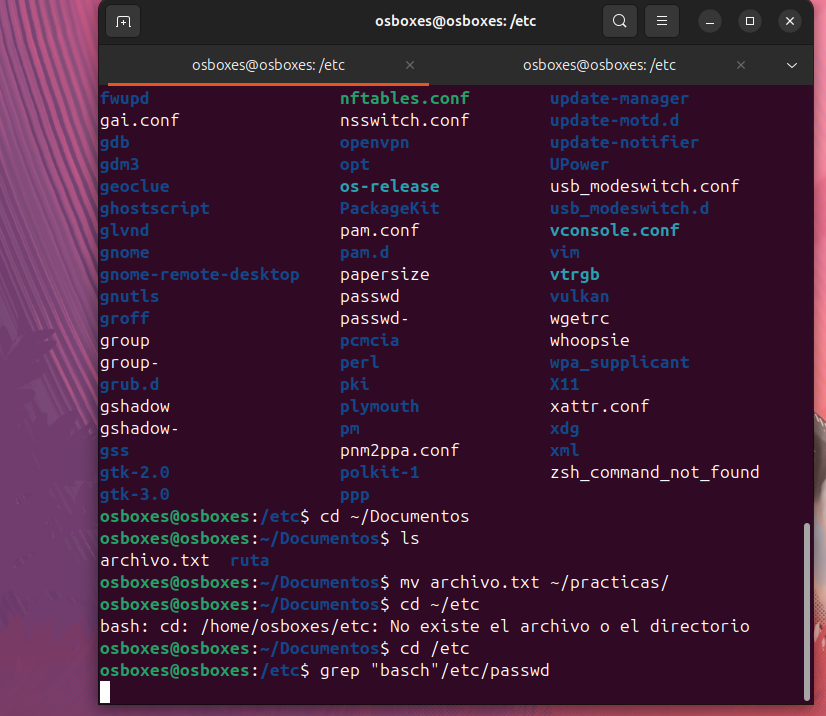 osboxes@osboxes: /etc
osboxes@osboxes: /etc × osboxes@osboxes: /etc ×
fwupd nftables.conf update-manager
gai.conf nsswitch.conf update-motd.d
gdb openvpn update-notifier
gdm3 opt UPower
geoclue os-release usb_modeswitch.conf
ghostscript PackageKit usb_modeswitch.d
glvnd pam.conf vconsole.conf
gnome pam.d vim
gnome-remote-desktop papersize vtrgb
gnutls passwd vulkan
groff passwd- wgetrc
group pcmcia whoopsie
group- perl wpa_supplicant
grub.d pki X11
gshadow plymouth xattr.conf
gshadow- pm xdg
gss pnm2ppa.conf xml
gtk-2.0 polkit-1 zsh_command_not_found
gtk-3.0 ppp
osboxes@osboxes:/etc$ cd ~/Documentos
osboxes@osboxes:~/Documentos$ ls
archivo.txt ruta
osboxes@osboxes:~/Documentos$ mv archivo.txt ~/practicas/
osboxes@osboxes:~/Documentos$ cd ~/etc
bash: cd: /home/osboxes/etc: No existe el archivo o el directorio
osboxes@osboxes:~/Documentos$ cd /etc
osboxes@osboxes:/etc$ grep "basch"/etc/passwd